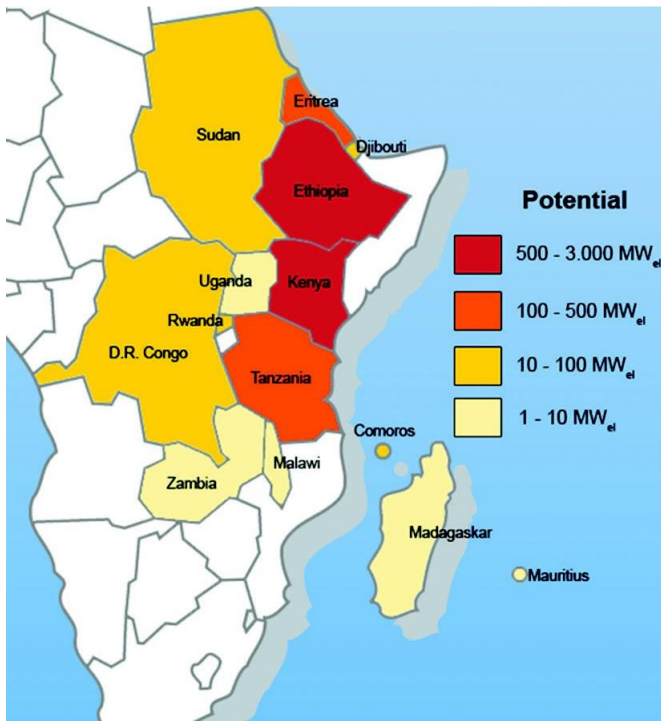 Eritrea
Sudan
Djibouti
Ethiopia
Potential
500 - 3.000 MWel
Uganda
Kenya
100 - 500 MWel
Rwanda
D.R. Congo
10 - 100 MWel
Tanzania
1 - 10 MWel
Comoros
Malawi
Zambia
Madagaskar
Mauritius